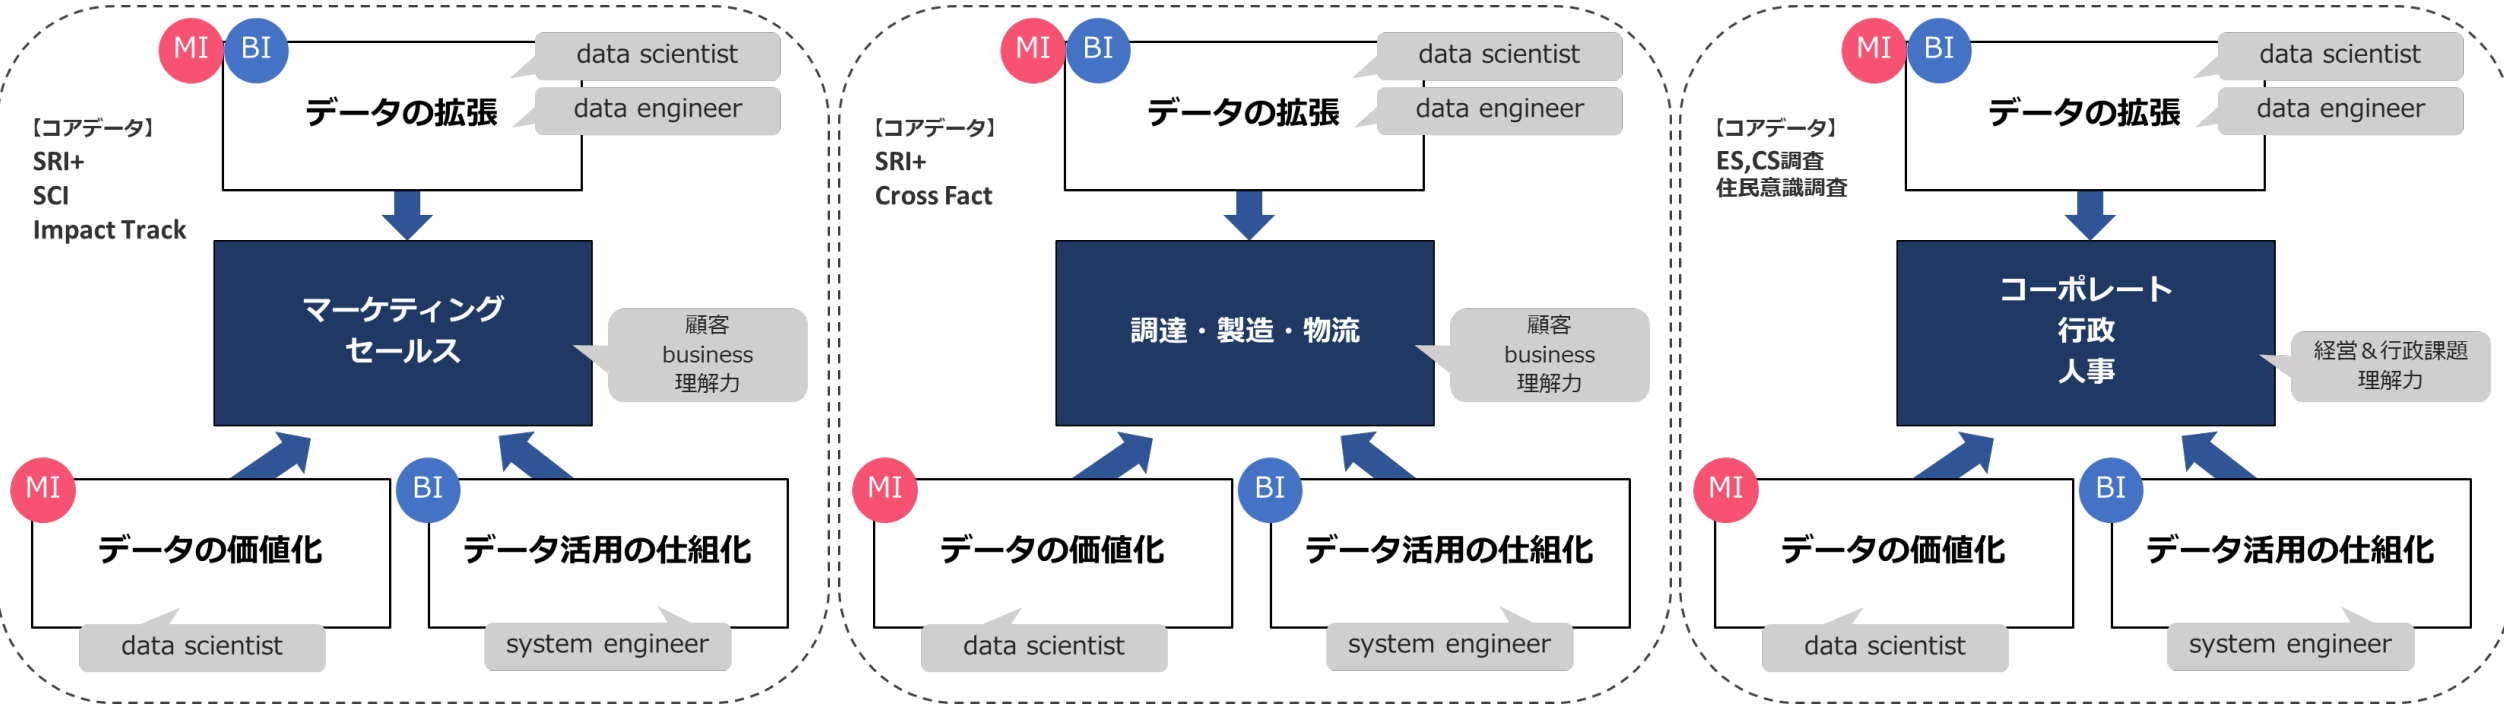 MI
BI
data scientist
data engineer
データの拡張
【コアデータ】
SRI+
SCI
Impact Track
マーケティング
セールス
顧客
business
理解力
MI
データの価値化
data scientist
BI
データ活用の仕組化
system engineer
MI
BI
data scientist
data engineer
データの拡張
【コアデータ】
SRI+
Cross Fact
調達・製造・物流
顧客
business
理解力
MI
データの価値化
data scientist
BI
データ活用の仕組化
system engineer
MI
BI
data scientist
data engineer
データの拡張
【コアデータ】
ES,CS調査
住民意識調査
コーポレート
行政
人事
経営＆行政課題
理解力
MI
データの価値化
data scientist
BI
データ活用の仕組化
system engineer